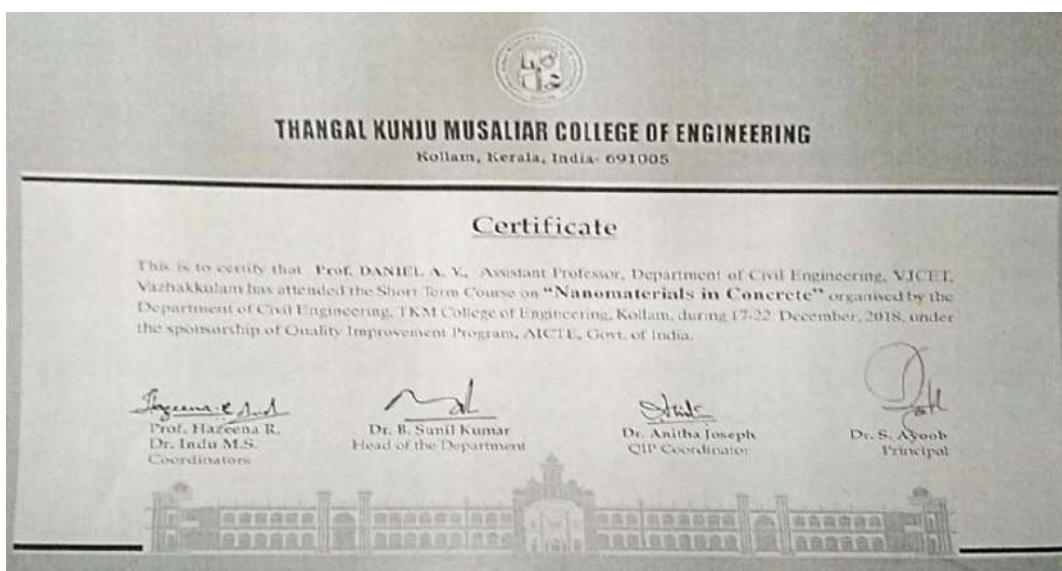 THANGAL KUNJU MUSALIAR COLLEGE OF ENGINEERING
Kollam, Kerala, India- 691005
Certificate
This is to certify that Prof. DANIEL A. Y., Assistant Professor, Department of Civil Engineering, VJCET,
Vazhakkulam has attended the Short Term Course on "Nanomaterials in Concrete" organised by the
Department of Civil Engineering, TKM College of Engineering, Kollam, during 17-22 December, 2018, under
the sponsorship of Quality Improvement Program, AICTE, Govt. of India.
Prof. Hazeena R.
Dr. Indu M.S.
Coordinators
Dr. B. Sunil Kumar
Head of the Department
Dr. Anitha Joseph
QIP Coordinator
Dr. S. Ayoob
Principal